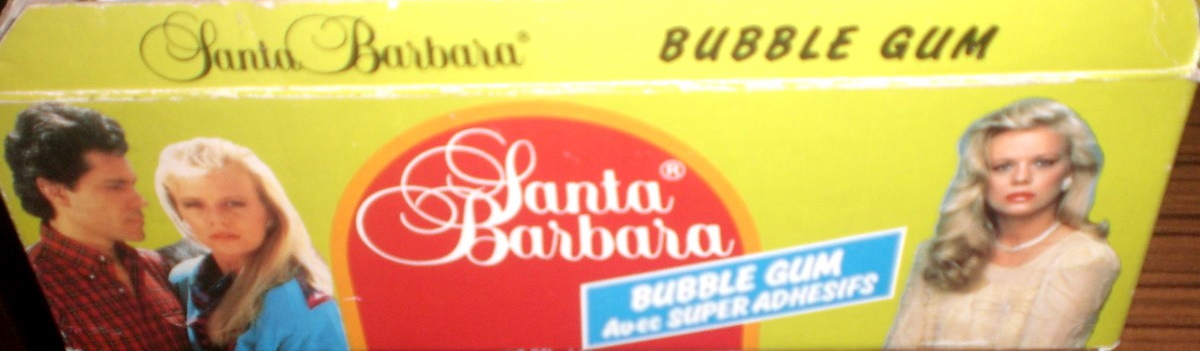 Santa Barbara® BUBBLE GUM
Santa®
Barbara
BUBBLE GUM
Avec SUPER ADHESIFS